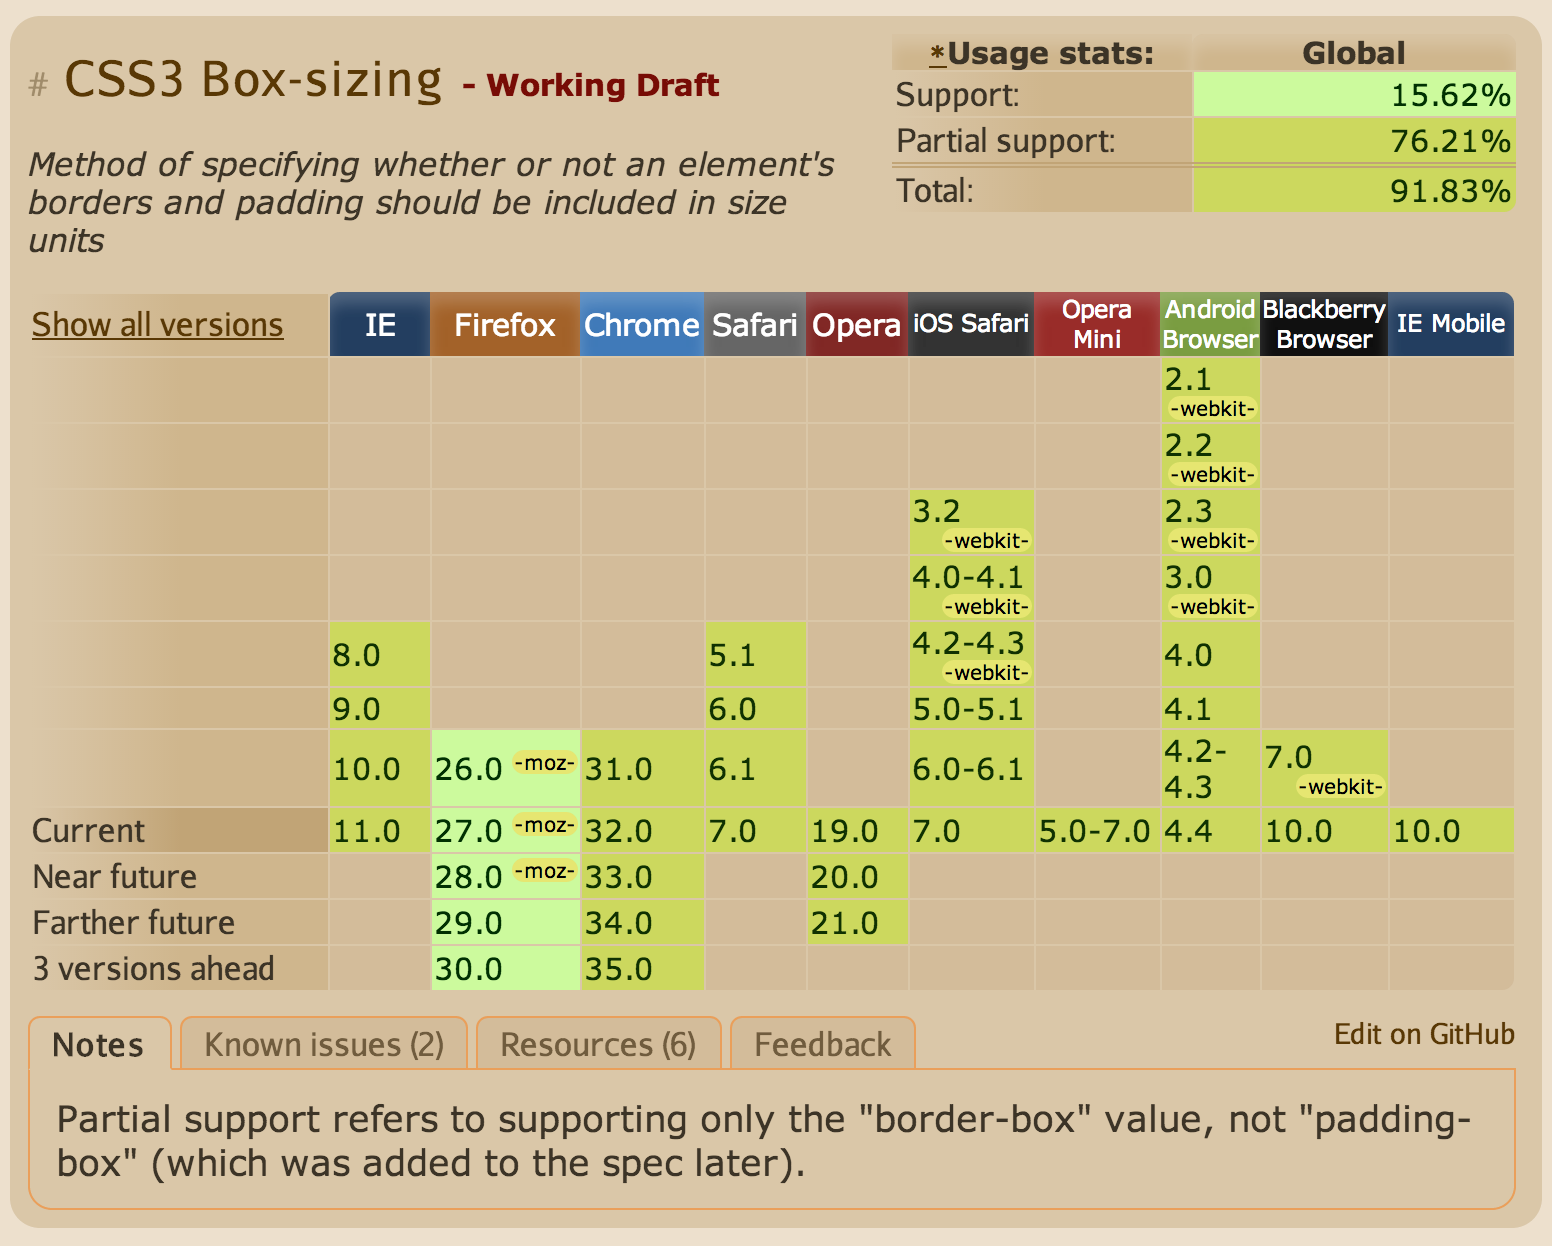 # CSS3 Box-sizing - Working Draft
Method of specifying whether or not an element's
borders and padding should be included in size
units
*Usage stats: Global
Support: 15.62%
Partial support: 76.21%
Total: 91.83%
Show all versions IE Firefox Chrome Safari Opera iOS Safari Opera Mini Android Browser Blackberry Browser IE Mobile
2.1 -webkit-
2.2 -webkit-
3.2 -webkit- 2.3 -webkit-
4.0-4.1 -webkit- 3.0 -webkit-
8.0 5.1 4.2-4.3 -webkit- 4.0
9.0 6.0 5.0-5.1 4.1
10.0 26.0 -moz- 31.0 6.1 6.0-6.1 4.2-4.3 7.0 -webkit-
Current 11.0 27.0 -moz- 32.0 7.0 19.0 7.0 5.0-7.0 4.4 10.0 10.0
Near future 28.0 -moz- 33.0 20.0
Farther future 29.0 34.0 21.0
3 versions ahead 30.0 35.0
Notes Known issues (2) Resources (6) Feedback Edit on GitHub
Partial support refers to supporting only the "border-box" value, not "padding-
box" (which was added to the spec later).